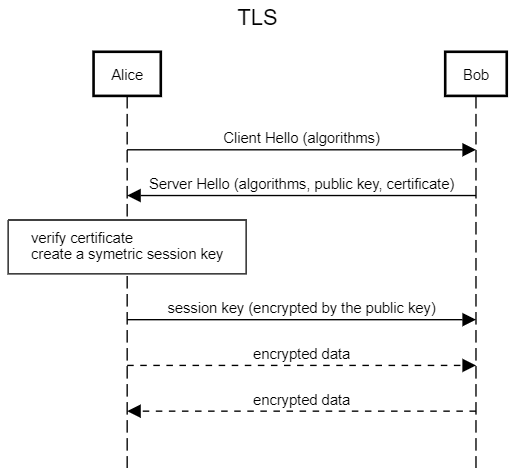 TLS
Alice
Bob
Client Hello (algorithms)
Server Hello (algorithms, public key, certificate)
verify certificate
create a symetric session key
session key (encrypted by the public key)
encrypted data
encrypted data